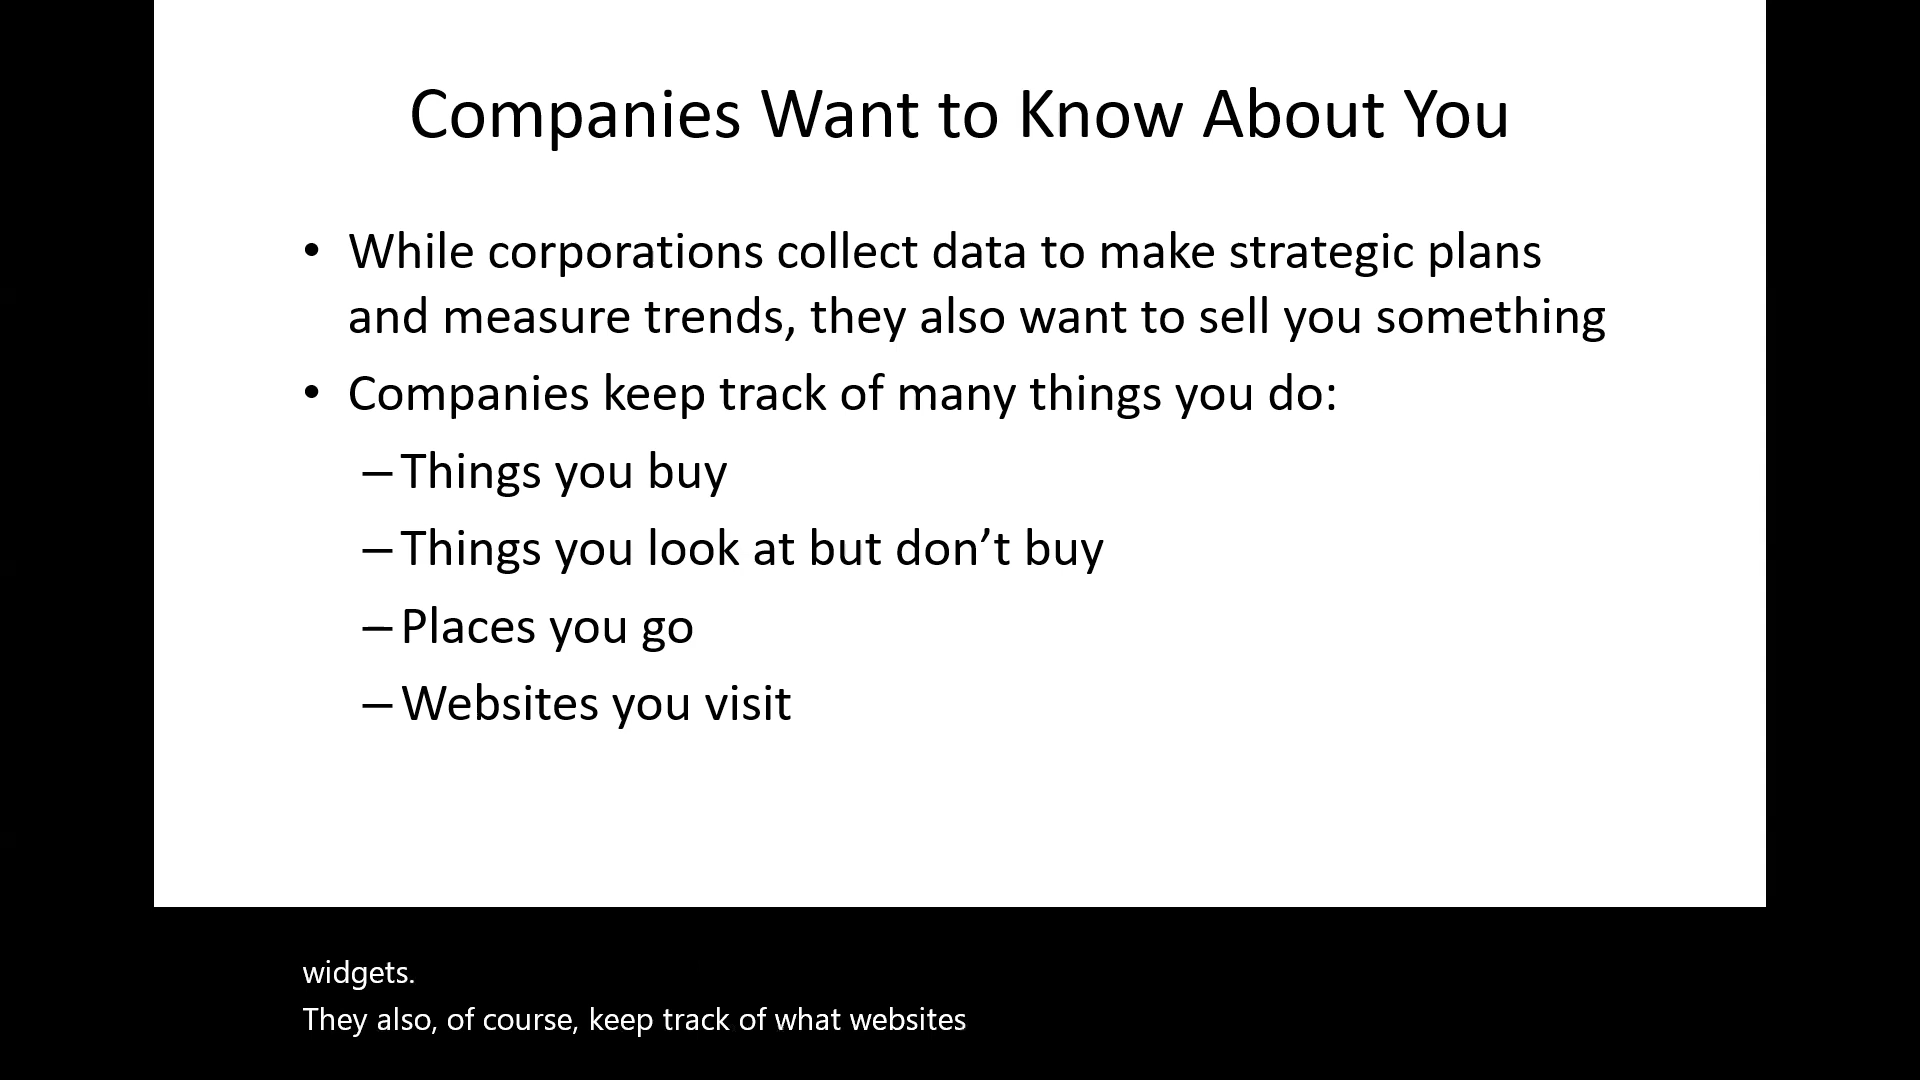 Companies Want to Know About You
• While corporations collect data to make strategic plans
and measure trends, they also want to sell you something
• Companies keep track of many things you do:
– Things you buy
– Things you look at but don’t buy
– Places you go
– Websites you visit
widgets.
They also, of course, keep track of what websites